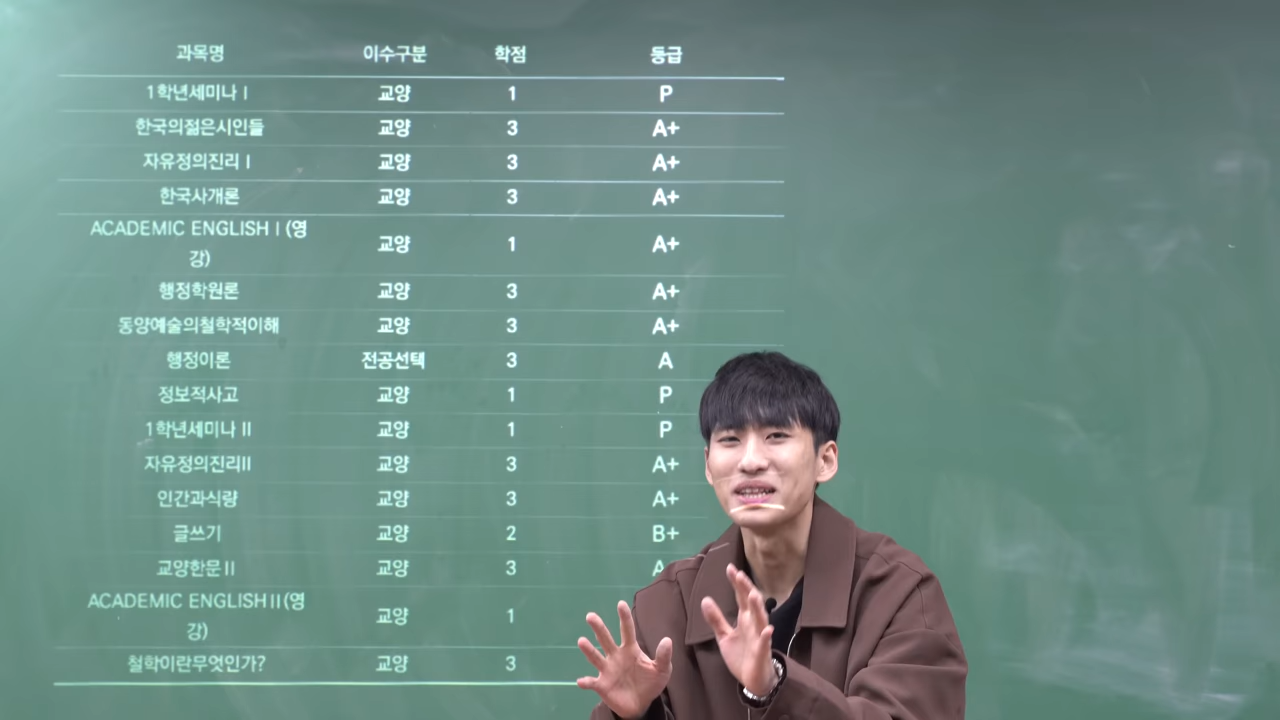 과목명 이수구분 학점 등급
1학년세미나 I 교양 1 P
한국의젊은시인들 교양 3 A+
자유정의진리 I 교양 3 A+
한국사개론 교양 3 A+
ACADEMIC ENGLISH I (영
강) 교양 1 A+
행정학원론 교양 3 A+
동양예술의철학적이해 교양 3 A+
행정이론 전공선택 3 A
정보적사고 교양 1 P
1학년세미나 II 교양 1 P
자유정의진리II 교양 3 A+
인간과식량 교양 3 A+
글쓰기 교양 2 B+
교양한문 II 교양 3
ACADEMIC ENGLISH II (영
강) 교양 1
철학이란무엇인가? 교양 3